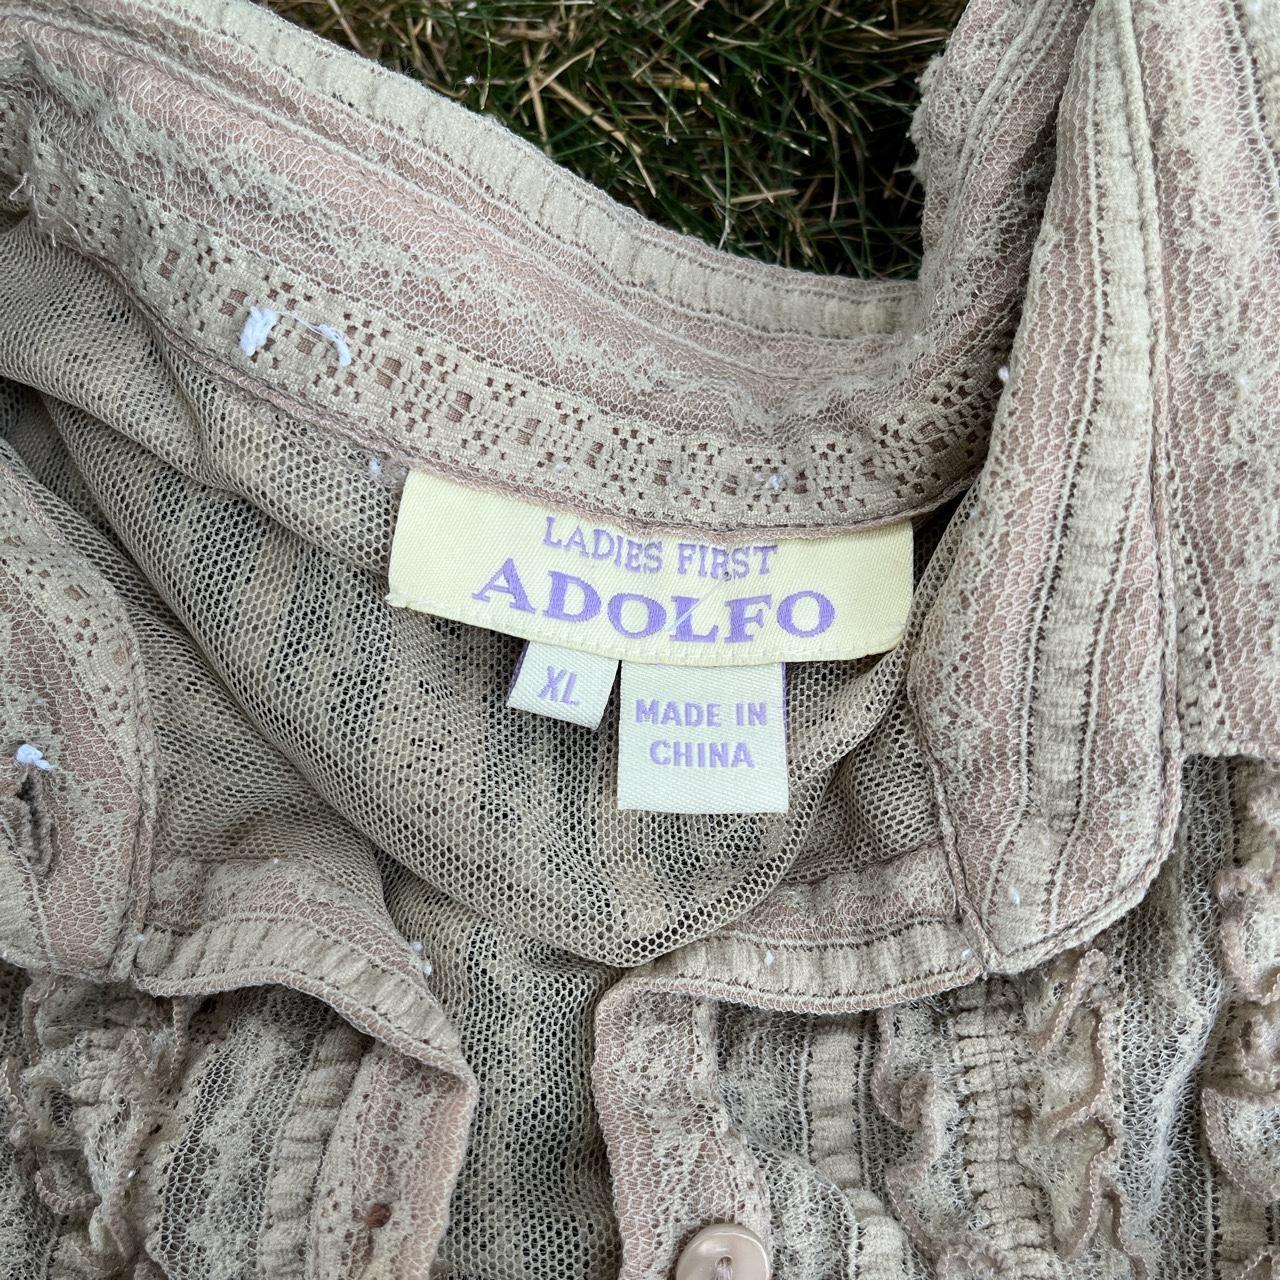 LADIES FIRST
ADOLFO
XL
MADE IN
CHINA